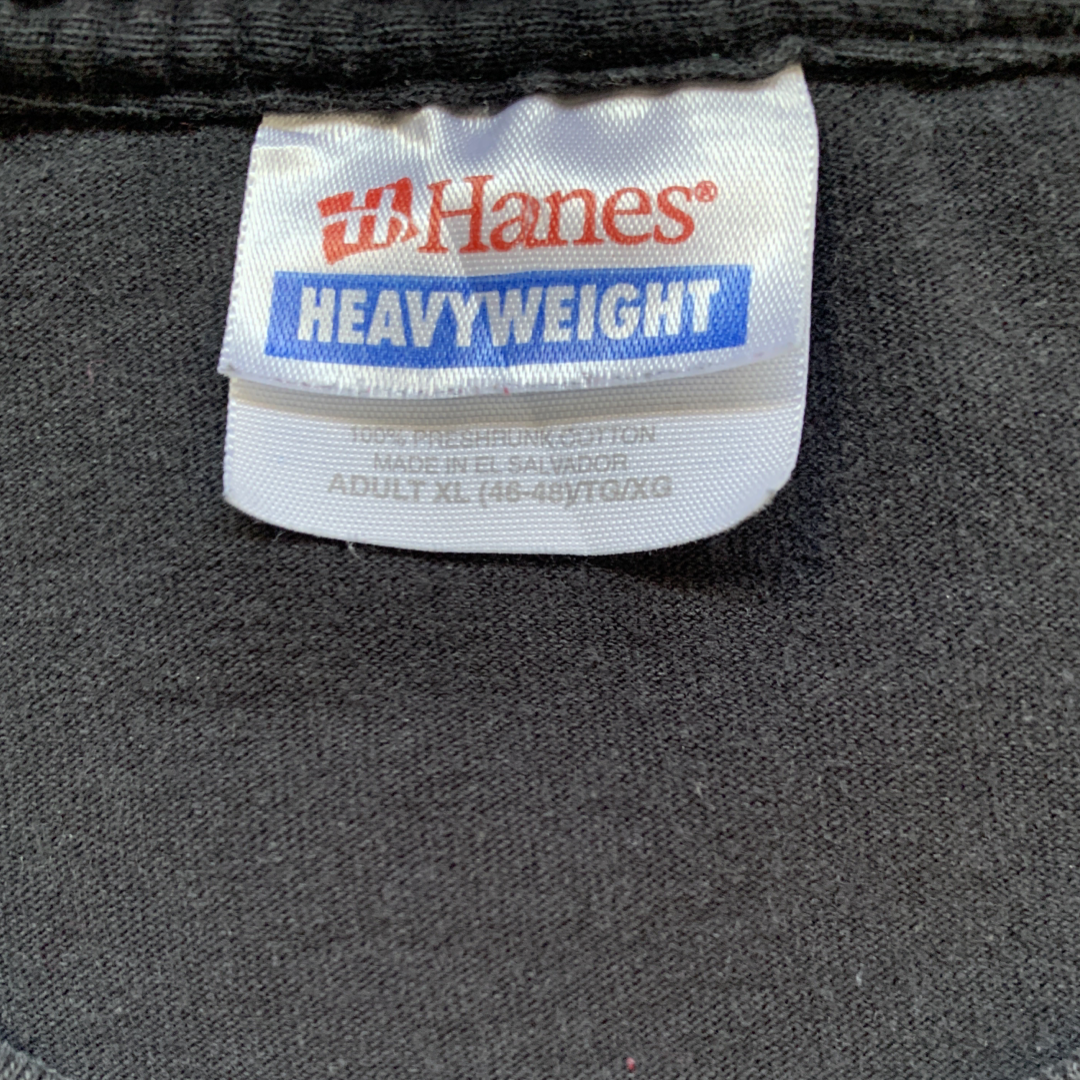 Hanes®
HEAVYWEIGHT
100% PRESHRUNK COTTON
MADE IN EL SALVADOR
ADULT XL (46-48)/TG/XG